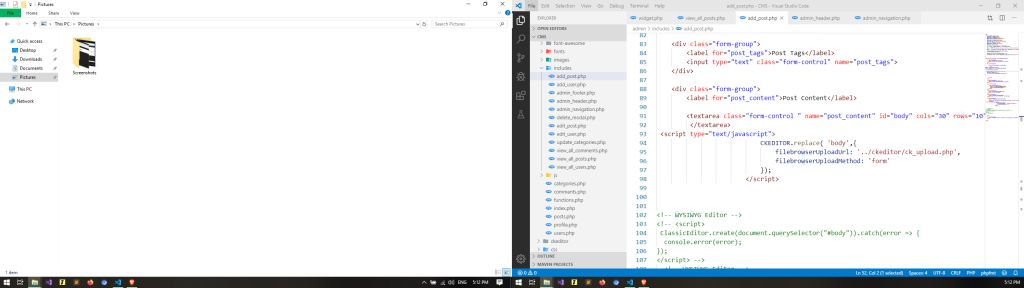 Pictures
File
Home
Share
View
This PC
Pictures
Search Pictures
Quick access
Desktop
Downloads
Documents
Pictures
This PC
Network
Screenshots
1 item
ENG
5:12 PM
File
Edit
add_post.php - CMS - Visual Studio Code
EXPLORER
OPEN EDITORS
CMS
font-awesome
fonts
images
includes
add_post.php
add_user.php
admin_footer.php
admin_header.php
admin_navigation.php
delete_modal.php
edit_post.php
edit_user.php
update_categories.php
view_all_comments.php
view_all_posts.php
view_all_users.php
js
categories.php
comments.php
functions.php
index.php
posts.php
profile.php
users.php
ckeditor
css
OUTLINE
MAVEN PROJECTS
widget.php
view_all_posts.php
add_post.php
admin_header.php
admin_navigation.php
admin > includes > add_post.php
82
83 <div class="form-group">
84 <label for="post_tags">Post Tags</label>
85 <input type="text" class="form-control" name="post_tags">
86 </div>
87
88 <div class="form-group">
89 <label for="post_content">Post Content</label>
90
91 <textarea class="form-control " name="post_content" id="body" cols="30" rows="10"
92 </textarea>
93 <script type="text/javascript">
94 CKEDITOR.replace( 'body',{
95 filebrowserUploadUrl: '../ckeditor/ck_upload.php',
96 filebrowserUploadMethod: 'form'
97 });
98 </script>
99
100
101
102 <!-- WYSIWYG Editor -->
103 <!-- <script>
104 ClassicEditor.create(document.querySelector("#body")).catch(error => {
105 console.error(error);
106 });
107 </script> -->
0 0
Ln 52, Col 2 (1 selected)
Spaces: 4
UTF-8
CRLF
PHP
phpfmt
5:12 PM